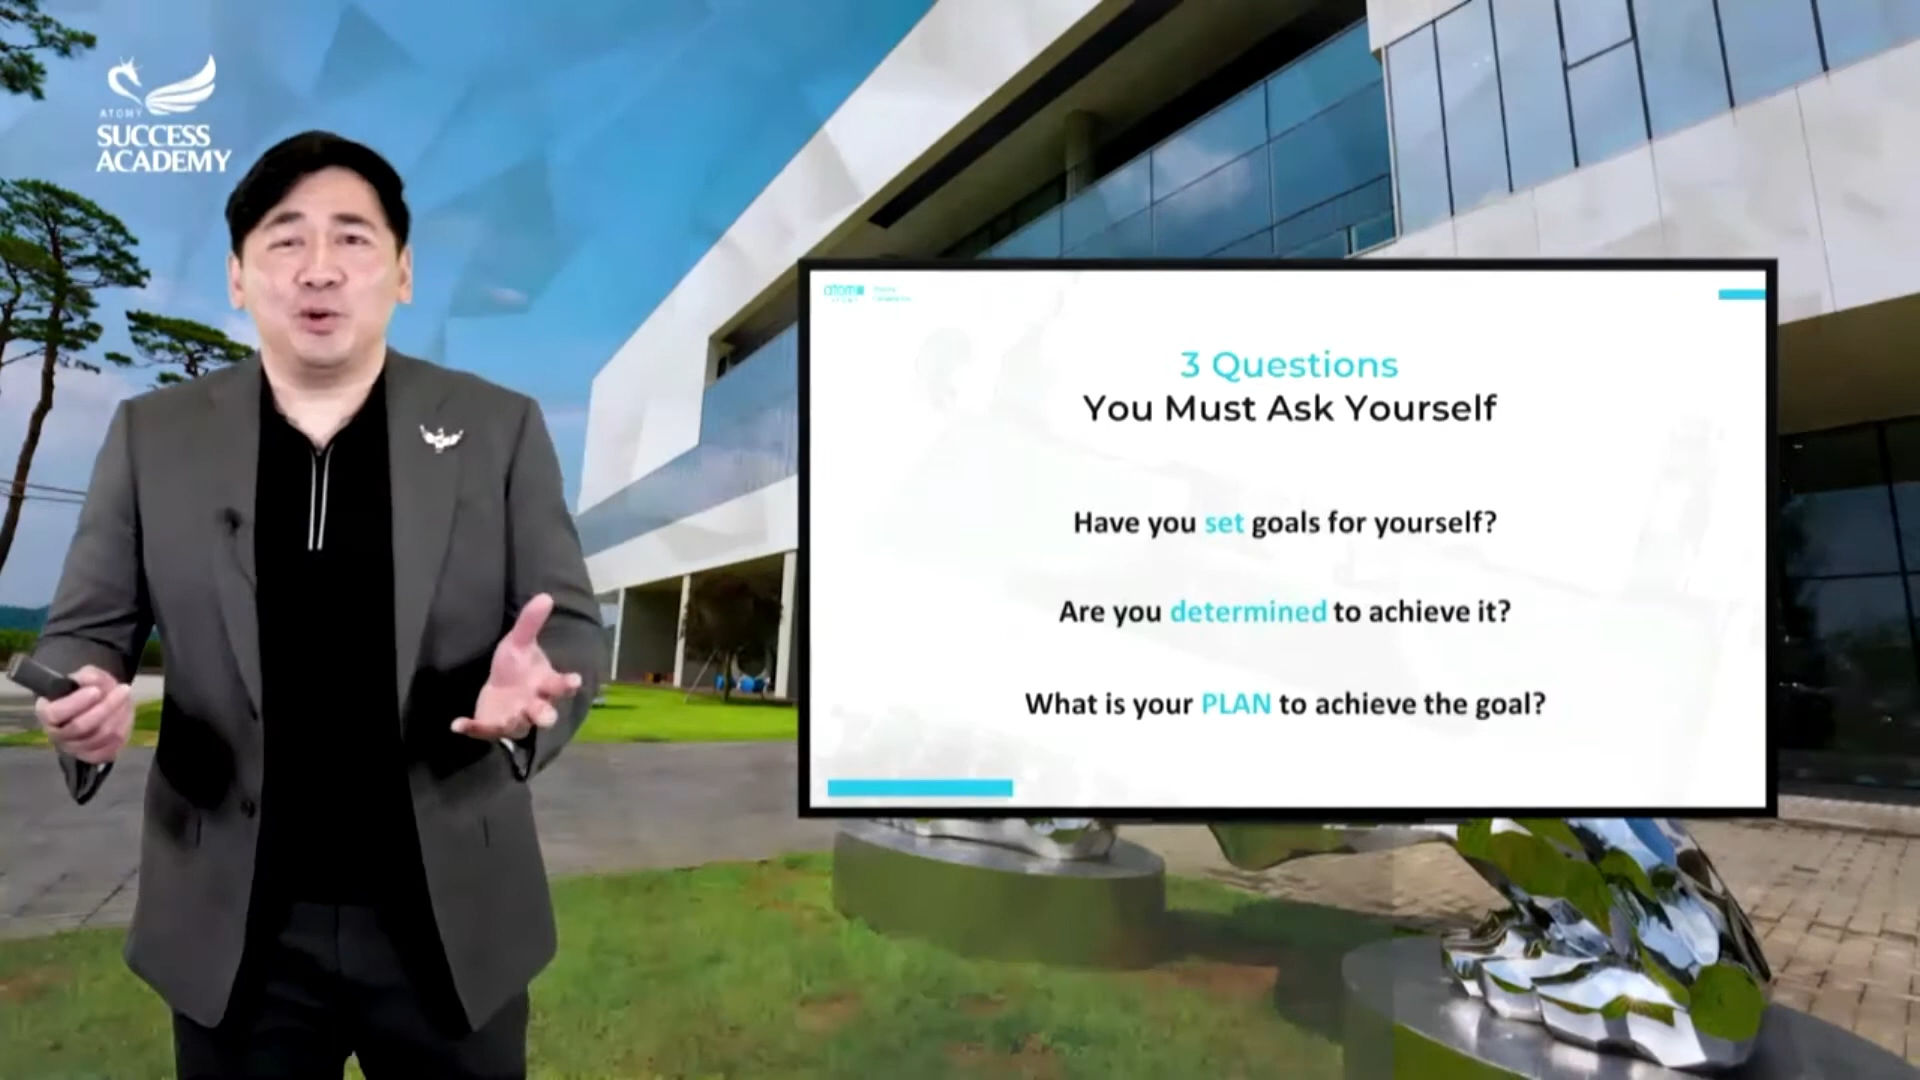 ATOMY
SUCCESS
ACADEMY
3 Questions
You Must Ask Yourself
Have you set goals for yourself?
Are you determined to achieve it?
What is your PLAN to achieve the goal?